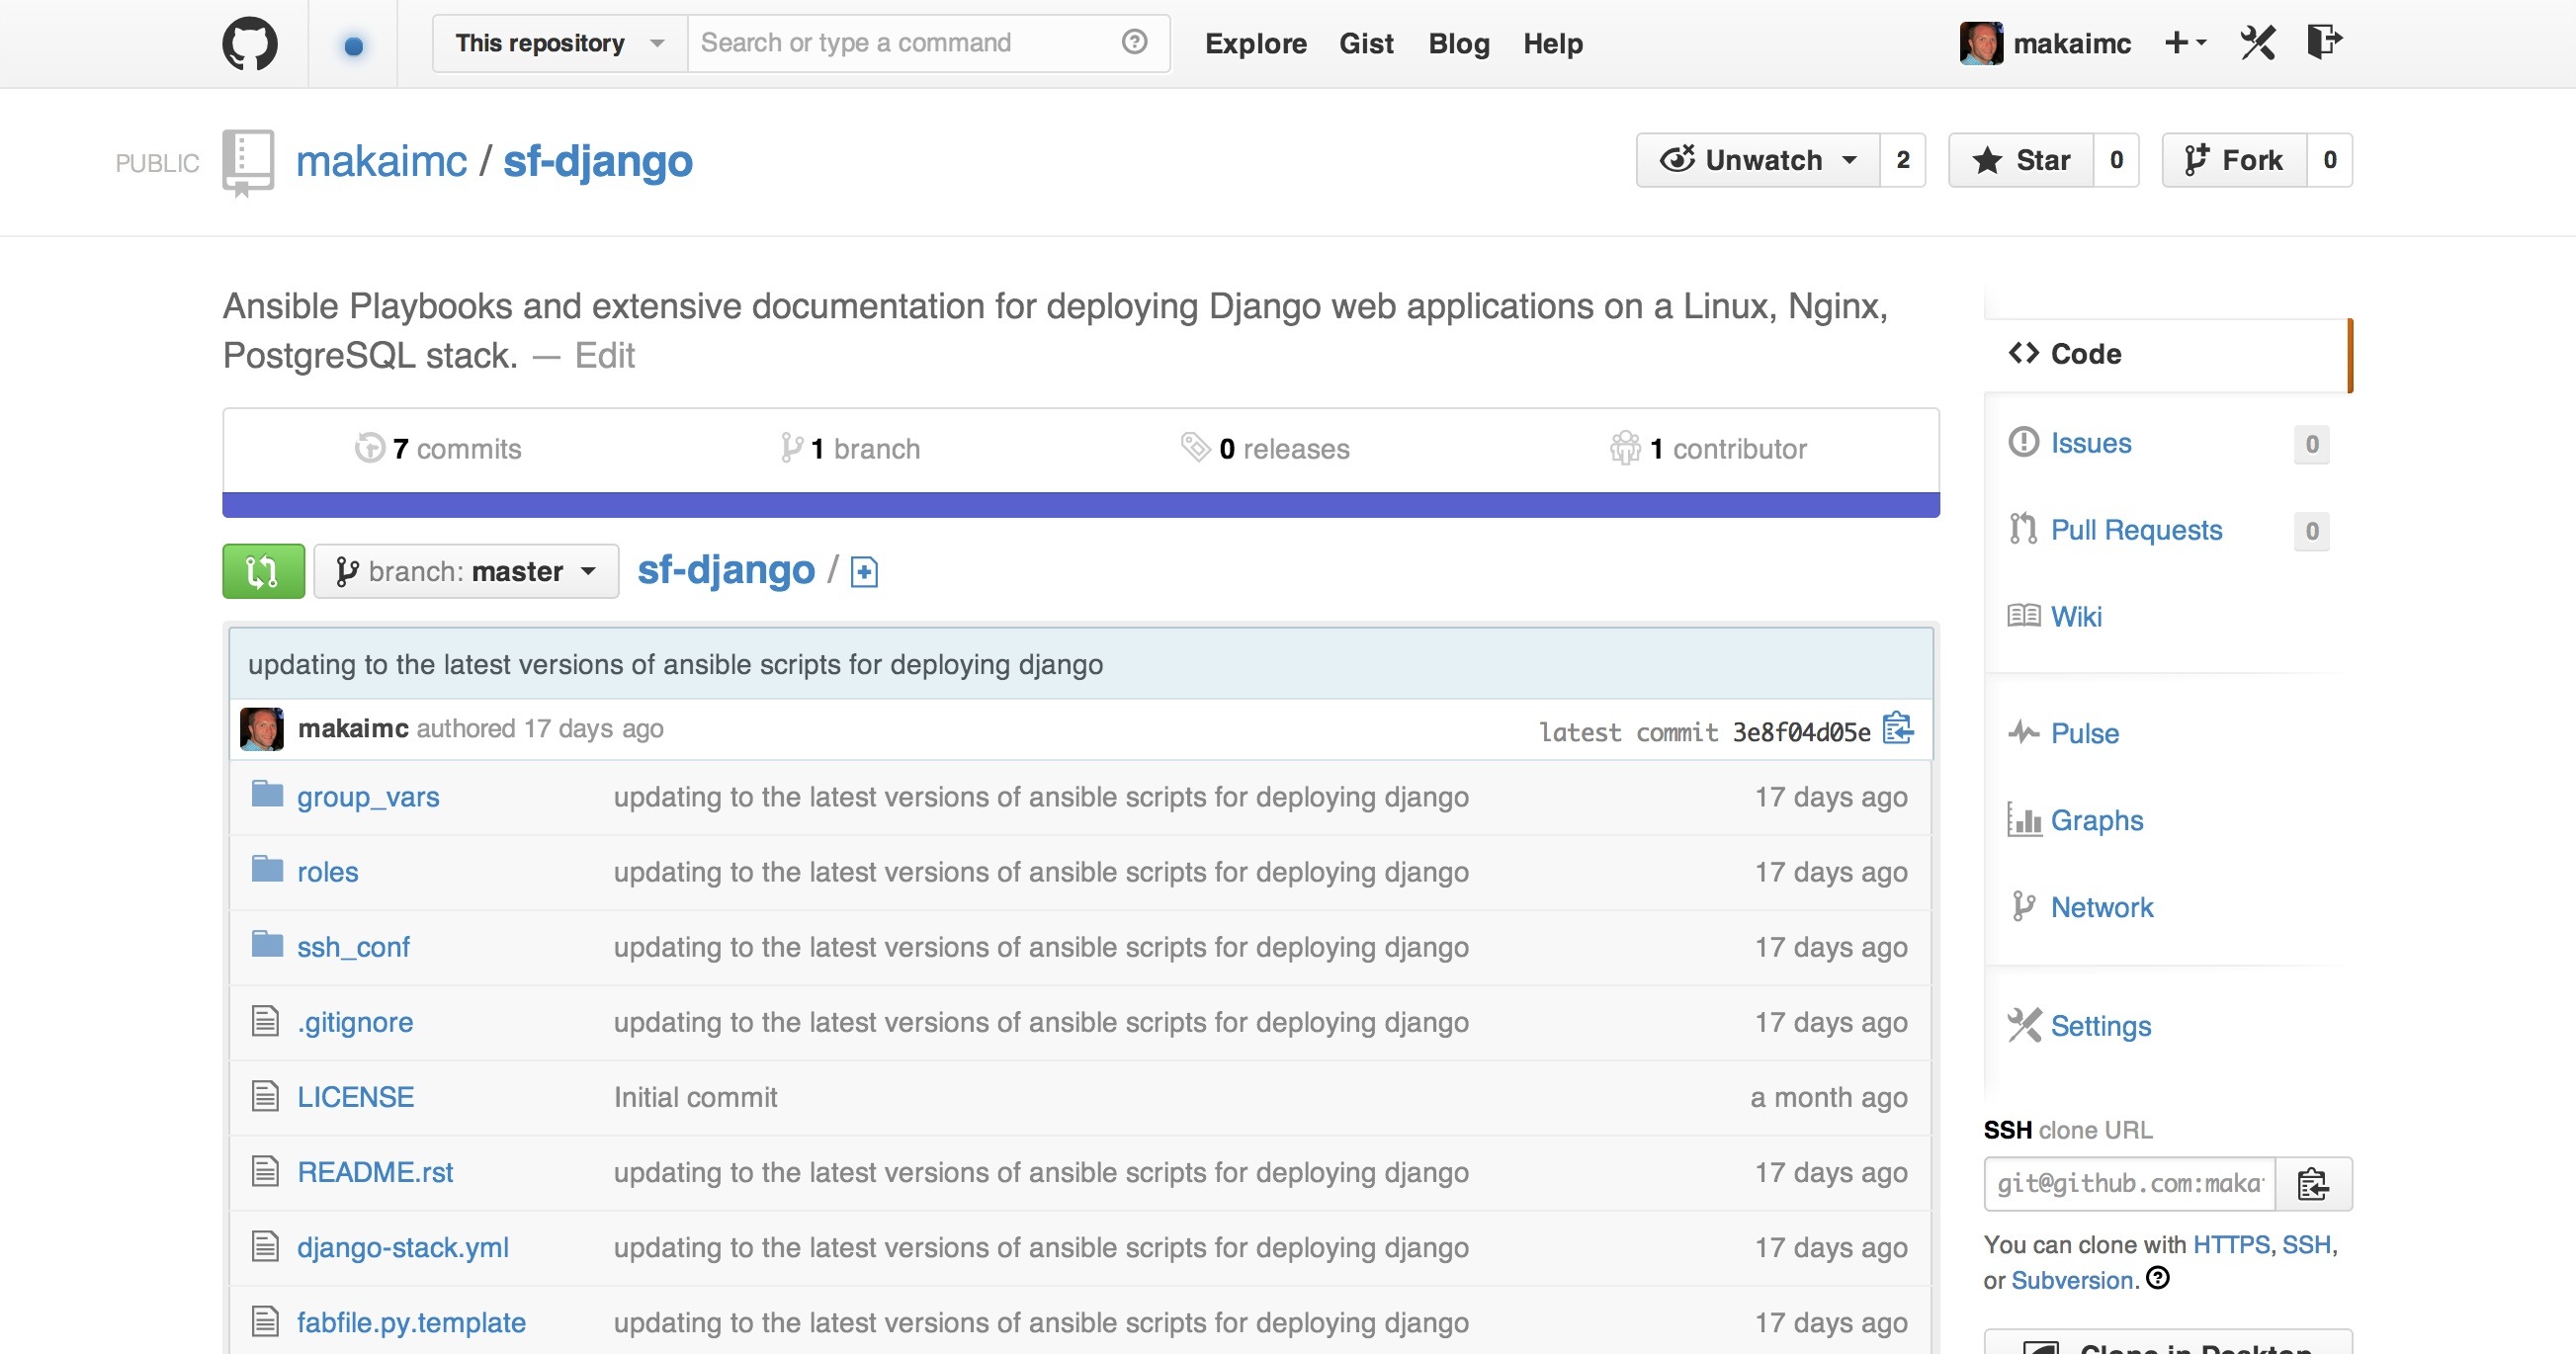 This repository Search or type a command Explore Gist Blog Help makaimc
PUBLIC makaimc / sf-django Unwatch 2 Star 0 Fork 0
Ansible Playbooks and extensive documentation for deploying Django web applications on a Linux, Nginx,
PostgreSQL stack. — Edit
7 commits 1 branch 0 releases 1 contributor
branch: master sf-django /
updating to the latest versions of ansible scripts for deploying django
makaimc authored 17 days ago latest commit 3e8f04d05e
group_vars updating to the latest versions of ansible scripts for deploying django 17 days ago
roles updating to the latest versions of ansible scripts for deploying django 17 days ago
ssh_conf updating to the latest versions of ansible scripts for deploying django 17 days ago
.gitignore updating to the latest versions of ansible scripts for deploying django 17 days ago
LICENSE Initial commit a month ago
README.rst updating to the latest versions of ansible scripts for deploying django 17 days ago
django-stack.yml updating to the latest versions of ansible scripts for deploying django 17 days ago
fabfile.py.template updating to the latest versions of ansible scripts for deploying django 17 days ago
Code
Issues 0
Pull Requests 0
Wiki
Pulse
Graphs
Network
Settings
SSH clone URL
git@github.com:maka
You can clone with HTTPS, SSH,
or Subversion.
Clone in Desktop